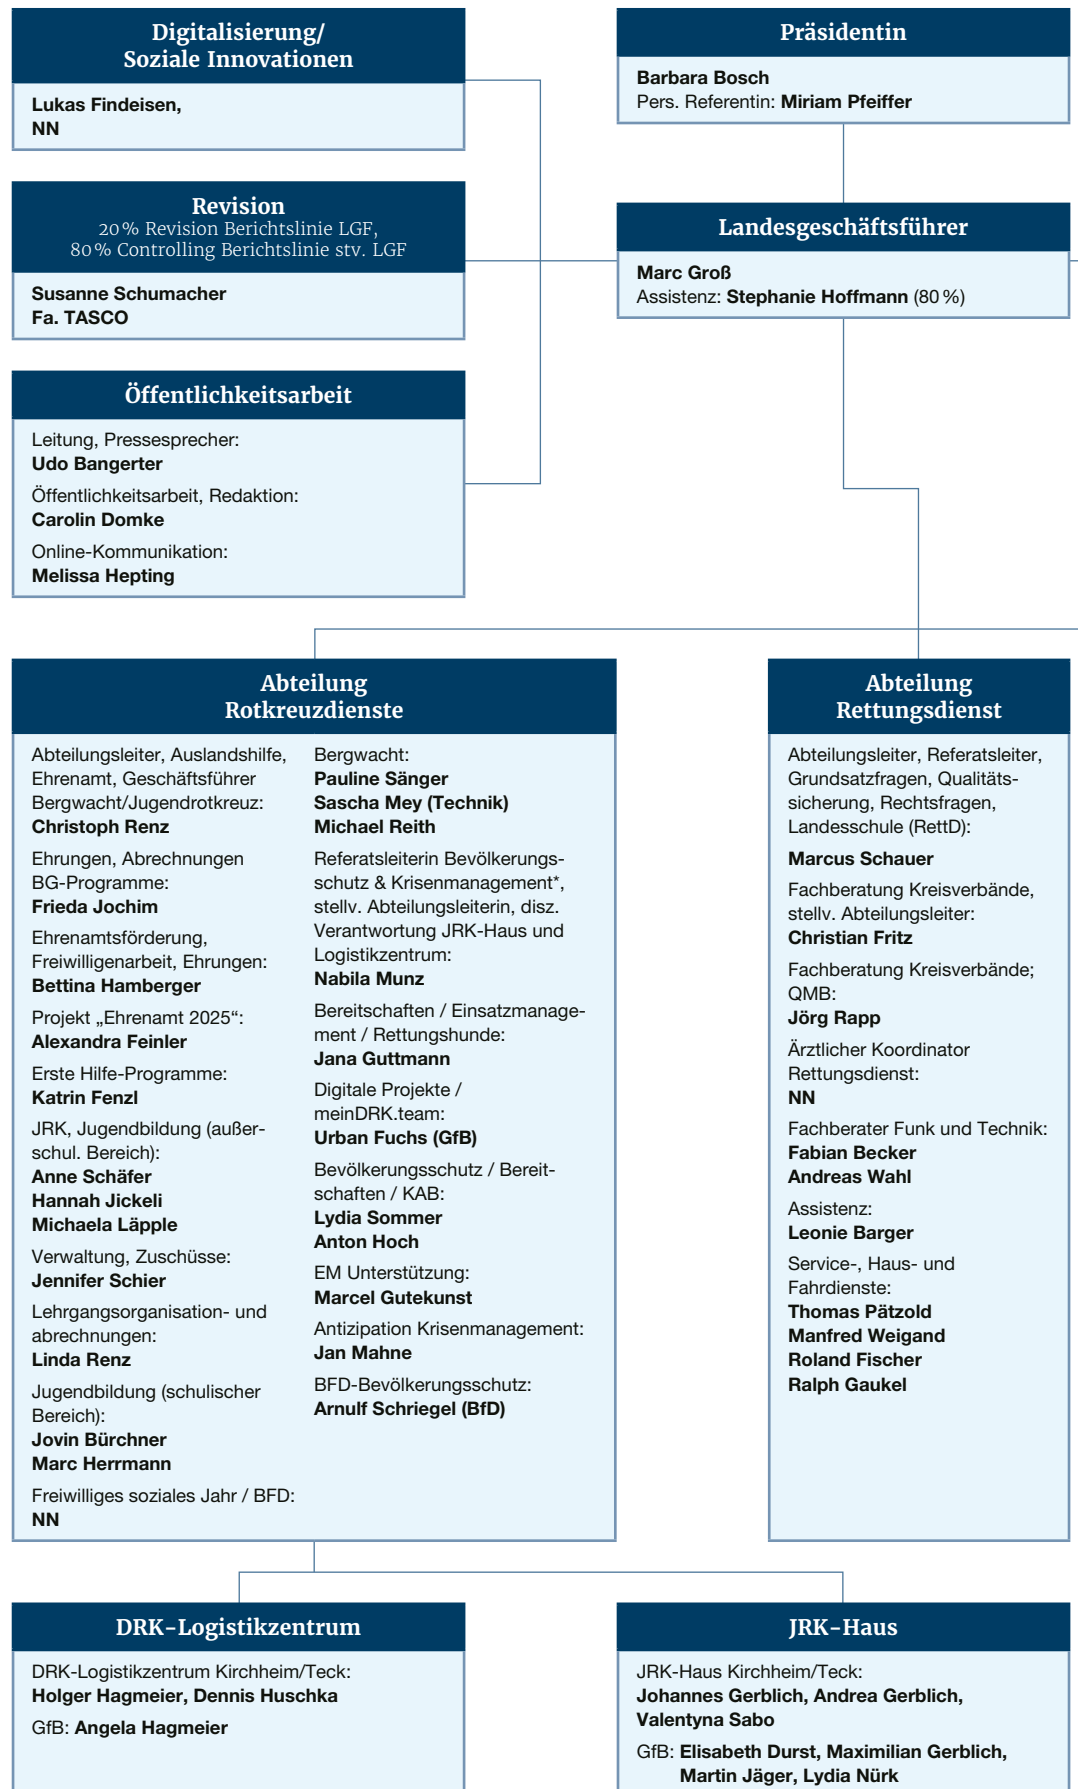 Digitalisierung/
Soziale Innovationen
Lukas Findeisen,
NN
Präsidentin
Barbara Bosch
Pers. Referentin: Miriam Pfeiffer
Revision
20 % Revision Berichtslinie LGF,
80 % Controlling Berichtslinie stv. LGF
Susanne Schumacher
Fa. TASCO
Landesgeschäftsführer
Marc Groß
Assistenz: Stephanie Hoffmann (80 %)
Öffentlichkeitsarbeit
Leitung, Pressesprecher:
Udo Bangerter
Öffentlichkeitsarbeit, Redaktion:
Carolin Domke
Online-Kommunikation:
Melissa Hepting
Abteilung
Rotkreuzdienste
Abteilungsleiter, Auslandshilfe,
Ehrenamt, Geschäftsführer
Bergwacht/Jugendrotkreuz:
Christoph Renz
Ehrungen, Abrechnungen
BG-Programme:
Frieda Jochim
Ehrenamtsförderung,
Freiwilligenarbeit, Ehrungen:
Bettina Hamberger
Projekt „Ehrenamt 2025“:
Alexandra Feinler
Erste Hilfe-Programme:
Katrin Fenzl
JRK, Jugendbildung (außer-
schul. Bereich):
Anne Schäfer
Hannah Jickeli
Michaela Läpple
Verwaltung, Zuschüsse:
Jennifer Schier
Lehrgangsorganisation- und
abrechnungen:
Linda Renz
Jugendbildung (schulischer
Bereich):
Jovin Bürchner
Marc Herrmann
Freiwilliges soziales Jahr / BFD:
NN
Bergwacht:
Pauline Sänger
Sascha Mey (Technik)
Michael Reith
Referatsleiterin Bevölkerungs-
schutz & Krisenmanagement*,
stellv. Abteilungsleiterin, disz.
Verantwortung JRK-Haus und
Logistikzentrum:
Nabila Munz
Bereitschaften / Einsatzmanage-
ment / Rettungshunde:
Jana Guttmann
Digitale Projekte /
meinDRK.team:
Urban Fuchs (GfB)
Bevölkerungsschutz / Bereit-
schaften / KAB:
Lydia Sommer
Anton Hoch
EM Unterstützung:
Marcel Gutekunst
Antizipation Krisenmanagement:
Jan Mahne
BFD-Bevölkerungsschutz:
Arnulf Schriegel (BfD)
Abteilung
Rettungsdienst
Abteilungsleiter, Referatsleiter,
Grundsatzfragen, Qualitäts-
sicherung, Rechtsfragen,
Landesschule (RettD):
Marcus Schauer
Fachberatung Kreisverbände,
stellv. Abteilungsleiter:
Christian Fritz
Fachberatung Kreisverbände;
QMB:
Jörg Rapp
Ärztlicher Koordinator
Rettungsdienst:
NN
Fachberater Funk und Technik:
Fabian Becker
Andreas Wahl
Assistenz:
Leonie Barger
Service-, Haus- und
Fahrdienste:
Thomas Pätzold
Manfred Weigand
Roland Fischer
Ralph Gaukel
DRK-Logistikzentrum
DRK-Logistikzentrum Kirchheim/Teck:
Holger Hagmeier, Dennis Huschka
GfB: Angela Hagmeier
JRK-Haus
JRK-Haus Kirchheim/Teck:
Johannes Gerblich, Andrea Gerblich,
Valentyna Sabo
GfB: Elisabeth Durst, Maximilian Gerblich,
Martin Jäger, Lydia Nürk